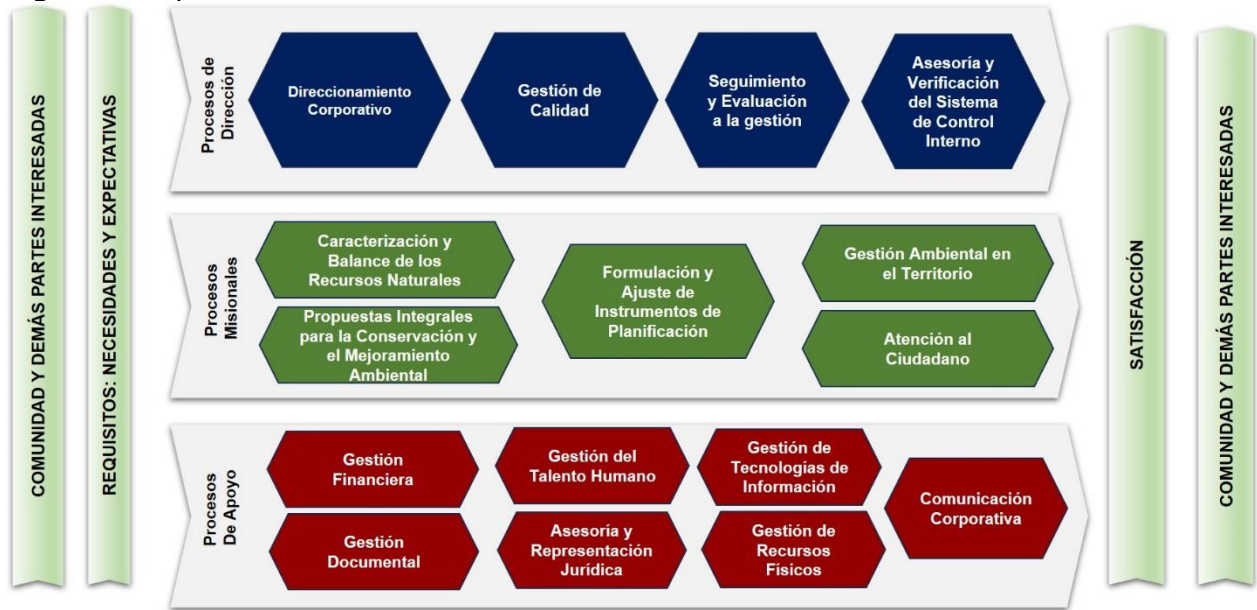 COMUNIDAD Y DEMÁS PARTES INTERESADAS
REQUISITOS: NECESIDADES Y EXPECTATIVAS
Procesos de
Dirección
Direccionamiento
Corporativo
Gestión de
Calidad
Seguimiento
y Evaluación
a la gestión
Asesoría y
Verificación
del Sistema
de Control
Interno
Procesos
Misionales
Caracterización y
Balance de los
Recursos Naturales
Propuestas Integrales
para la Conservación y
el Mejoramiento
Ambiental
Formulación y
Ajuste de
Instrumentos de
Planificación
Gestión Ambiental en
el Territorio
Atención al
Ciudadano
Procesos
De Apoyo
Gestión
Financiera
Gestión
Documental
Gestión del
Talento Humano
Asesoría y
Representación
Jurídica
Gestión de
Tecnologías de
Información
Gestión de
Recursos
Físicos
Comunicación
Corporativa
SATISFACCIÓN
COMUNIDAD Y DEMÁS PARTES INTERESADAS